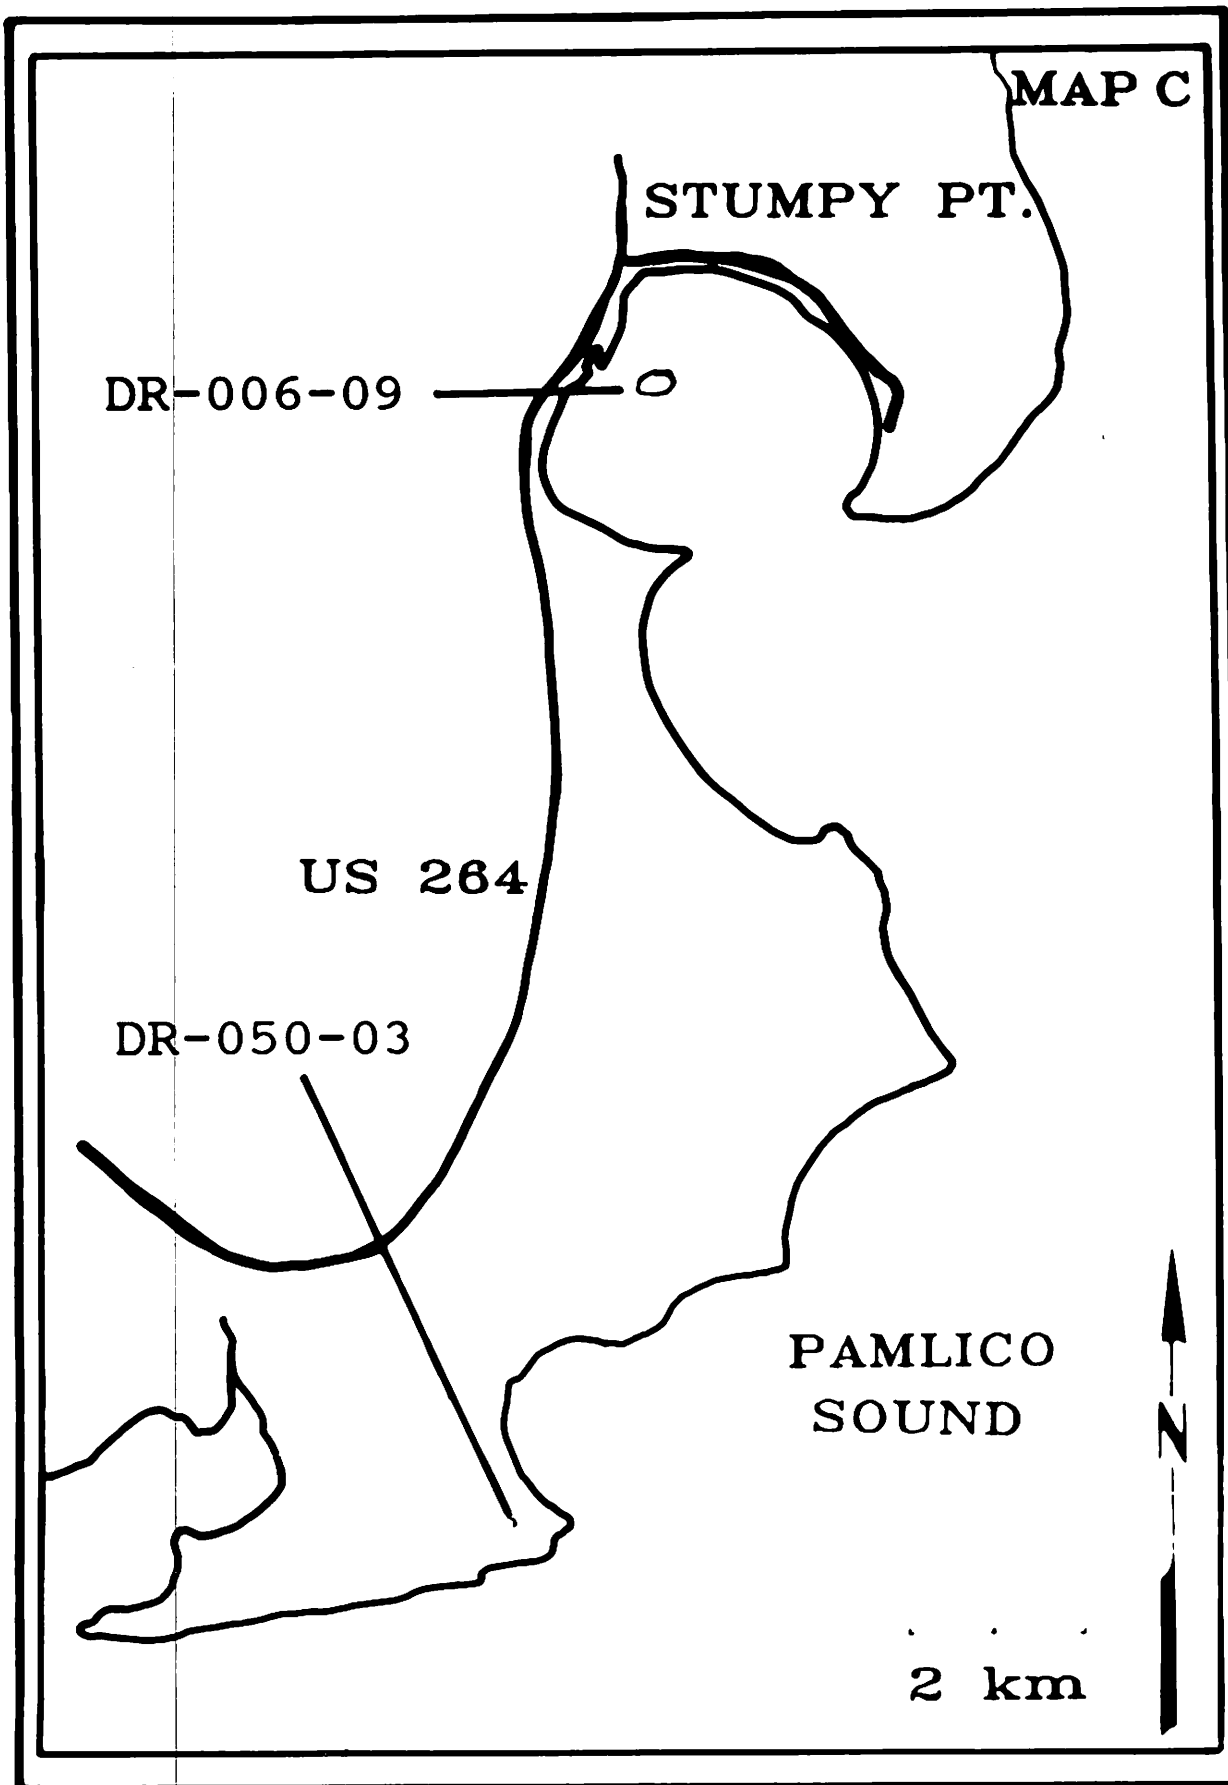 MAP C
STUMPY PT.
DR-006-09
US 264
DR-050-03
PAMLICO
SOUND
N
2 km